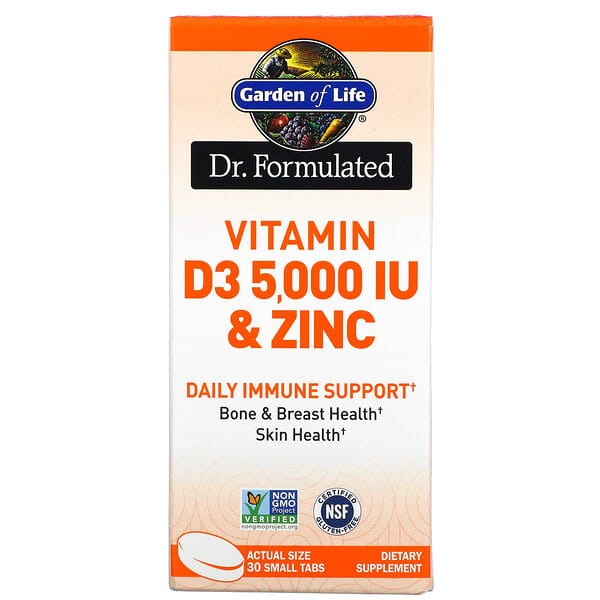 Garden of Life
®
Dr. Formulated
VITAMIN
D3 5,000 IU
& ZINC
DAILY IMMUNE SUPPORT†
Bone & Breast Health†
Skin Health†
NON
GMO
Project
VERIFIED
nongmoproject.org
CERTIFIED
NSF
GLUTEN-FREE
ACTUAL SIZE
30 SMALL TABS
DIETARY
SUPPLEMENT